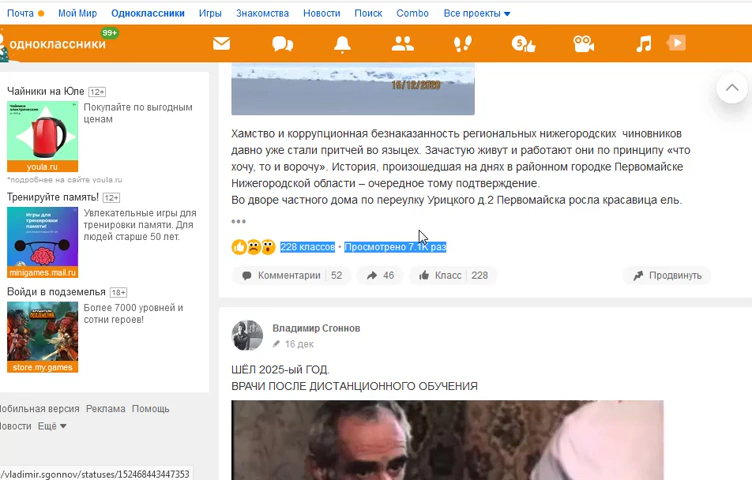 Почта Мой Мир Одноклассники Игры Знакомства Новости Поиск Combo Все проекты
одноклассники 99+
5
Чайники на Юле 12+
Покупайте по выгодным
ценам
youla.ru
*подробнее на сайте youla.ru
Тренируйте память! 12+
Игры для
тренировки
памяти
Увлекательные игры для
тренировки памяти. Для
людей старше 50 лет.
minigames.mail.ru
Войди в подземелья 18+
Более 7000 уровней и
сотни героев!
store.my.games
обильная версия Реклама Помощь
овости Ещё
/vladimir.sgonnov/statuses/152468443447353
16/12/2020
Хамство и коррупционная безнаказанность региональных нижегородских чиновников
давно уже стали притчей во языцех. Зачастую живут и работают они по принципу «что
хочу, то и ворочу». История, произошедшая на днях в районном городке Первомайске
Нижегородской области – очередное тому подтверждение.
Во дворе частного дома по переулку Урицкого д.2 Первомайска росла красавица ель.
228 классов • Просмотрено 7.1K раз
Комментарии 52 46 Класс 228 Продвинуть
Владимир Сгоннов
16 дек
ШЁЛ 2025-ый ГОД.
ВРАЧИ ПОСЛЕ ДИСТАНЦИОННОГО ОБУЧЕНИЯ